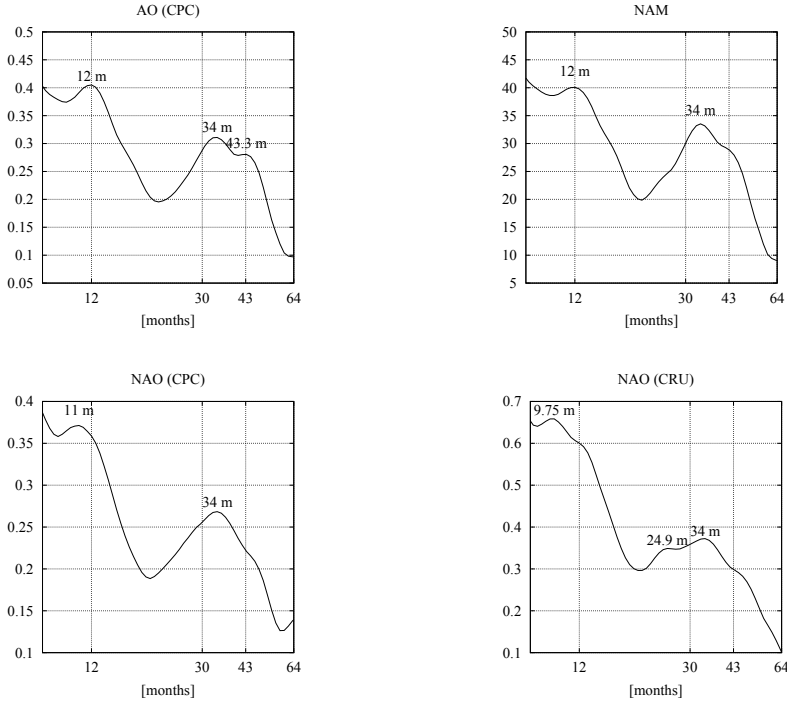 AO (CPC)
0.5
0.45
0.4
0.35
0.3
0.25
0.2
0.15
0.1
0.05
12 m
34 m
43.3 m
12 30 43 64
[months]
NAM
50
45
40
35
30
25
20
15
10
5
12 m
34 m
12 30 43 64
[months]
NAO (CPC)
0.4
0.35
0.3
0.25
0.2
0.15
0.1
11 m
34 m
12 30 43 64
[months]
NAO (CRU)
0.7
0.6
0.5
0.4
0.3
0.2
0.1
9.75 m
24.9 m
34 m
12 30 43 64
[months]